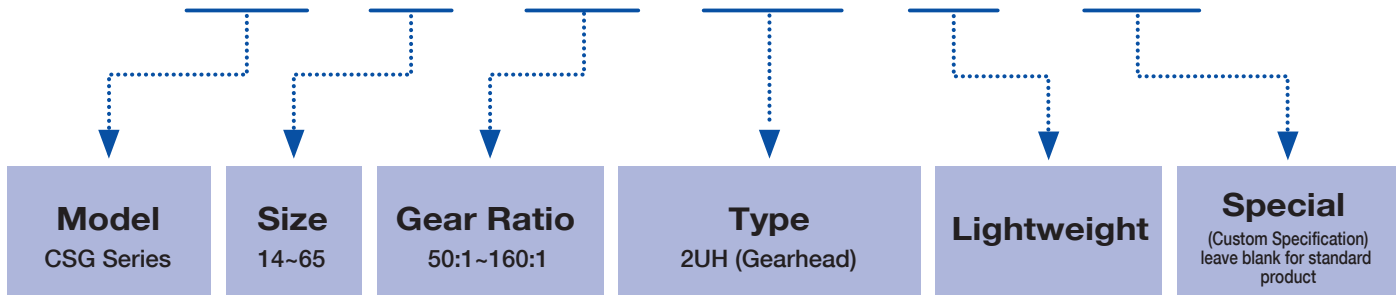 Model
CSG Series
Size
14~65
Gear Ratio
50:1~160:1
Type
2UH (Gearhead)
Lightweight
Special
(Custom Specification)
leave blank for standard
product